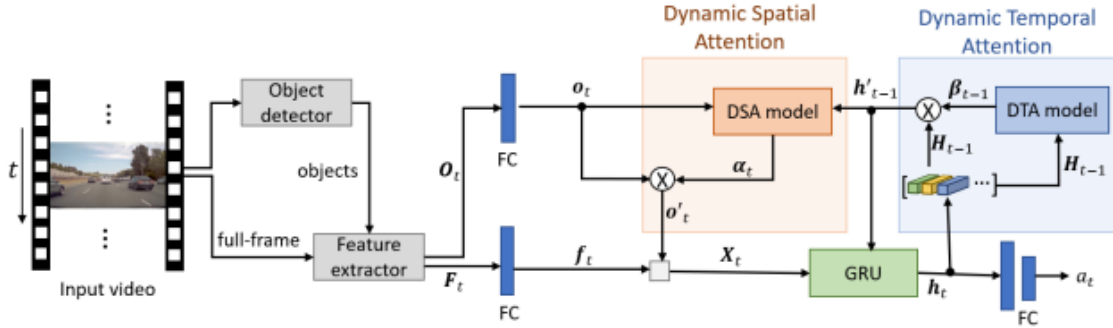 Dynamic Spatial
Attention
Dynamic Temporal
Attention
Object
detector
objects
full-frame
Feature
extractor
t
Input video
O_t
F_t
FC
FC
o_t
f_t
DSA model
α_t
o'_t
X_t
h'_{t-1}
β_{t-1}
DTA model
H_{t-1}
H_{t-1}
[ ... ]
GRU
h_t
FC
a_t